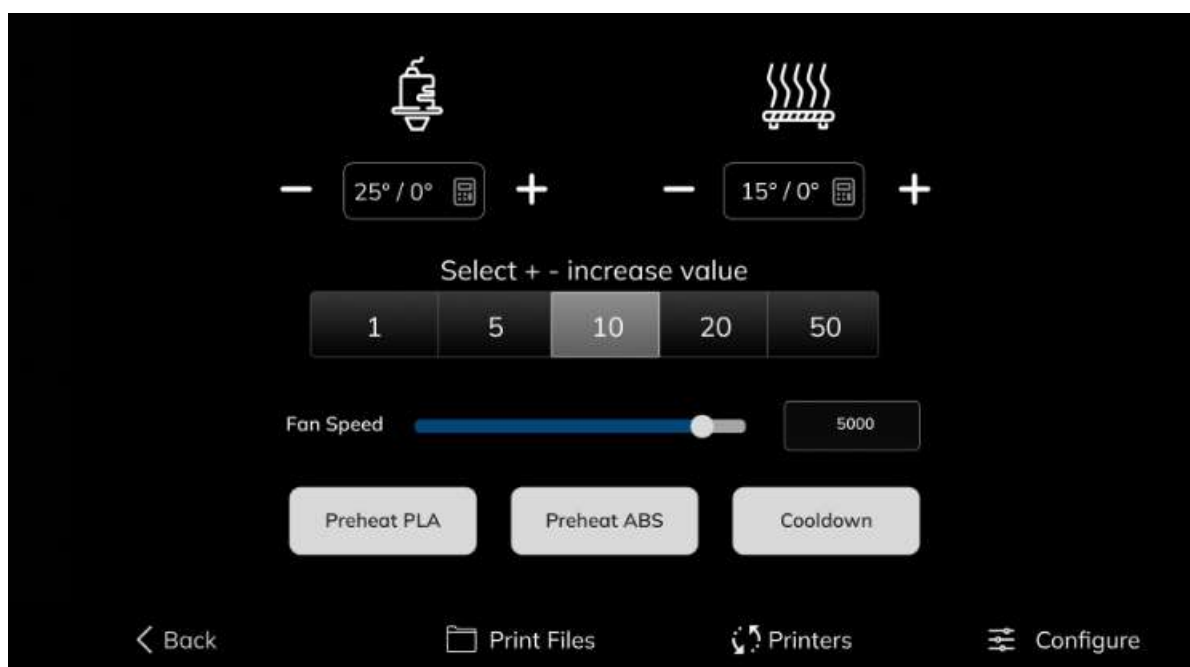 25° / 0°
15° / 0°
Select + - increase value
1 5 10 20 50
Fan Speed 5000
Preheat PLA Preheat ABS Cooldown
Back Print Files Printers Configure